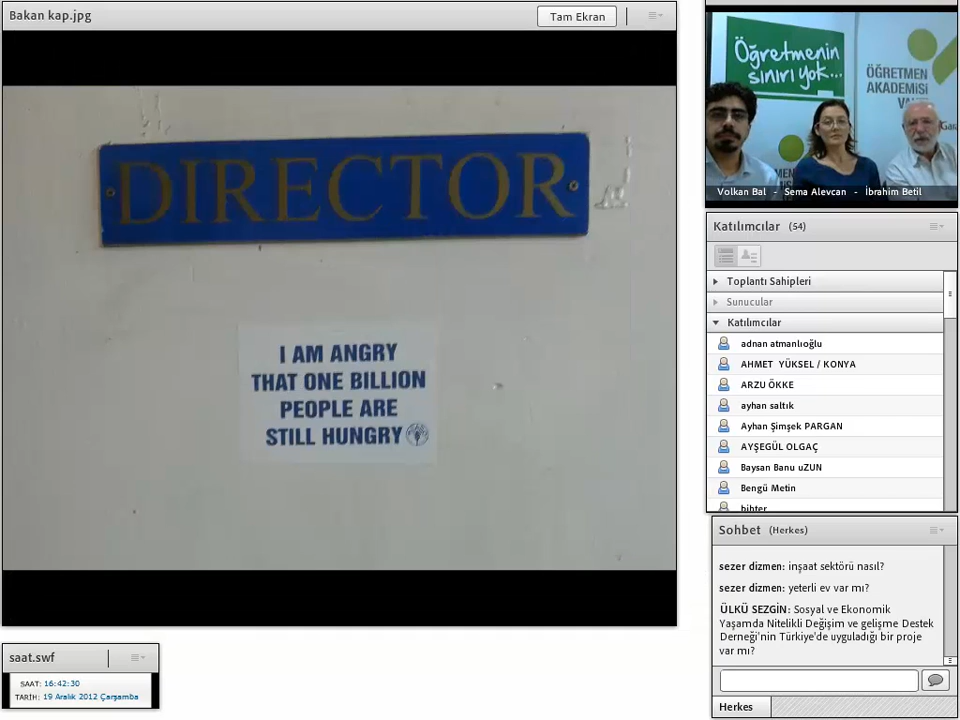 Bakan kap.jpg
Tam Ekran
DIRECTOR
I AM ANGRY
THAT ONE BILLION
PEOPLE ARE
STILL HUNGRY
saat.swf
SAAT: 16:42:30
TARİH: 19 Aralık 2012 Çarşamba
Öğretmenin
sınırı yok...
ÖĞRETMEN
AKADEMİSİ
Volkan Bal - Sema Alevcan - İbrahim Betil
Katılımcılar (54)
Toplantı Sahipleri
Sunucular
Katılımcılar
adnan atmanlıoğlu
AHMET YÜKSEL / KONYA
ARZU ÖKKE
ayhan saltık
Ayhan Şimşek PARGAN
AYŞEGÜL OLGAÇ
Baysan Banu uZUN
Bengü Metin
bihter
Sohbet (Herkes)
sezer dizmen: inşaat sektörü nasıl?
sezer dizmen: yeterli ev var mı?
ÜLKÜ SEZGİN: Sosyal ve Ekonomik
Yaşamda Nitelikli Değişim ve gelişme Destek
Derneği'nin Türkiye'de uyguladığı bir proje
var mı?
Herkes